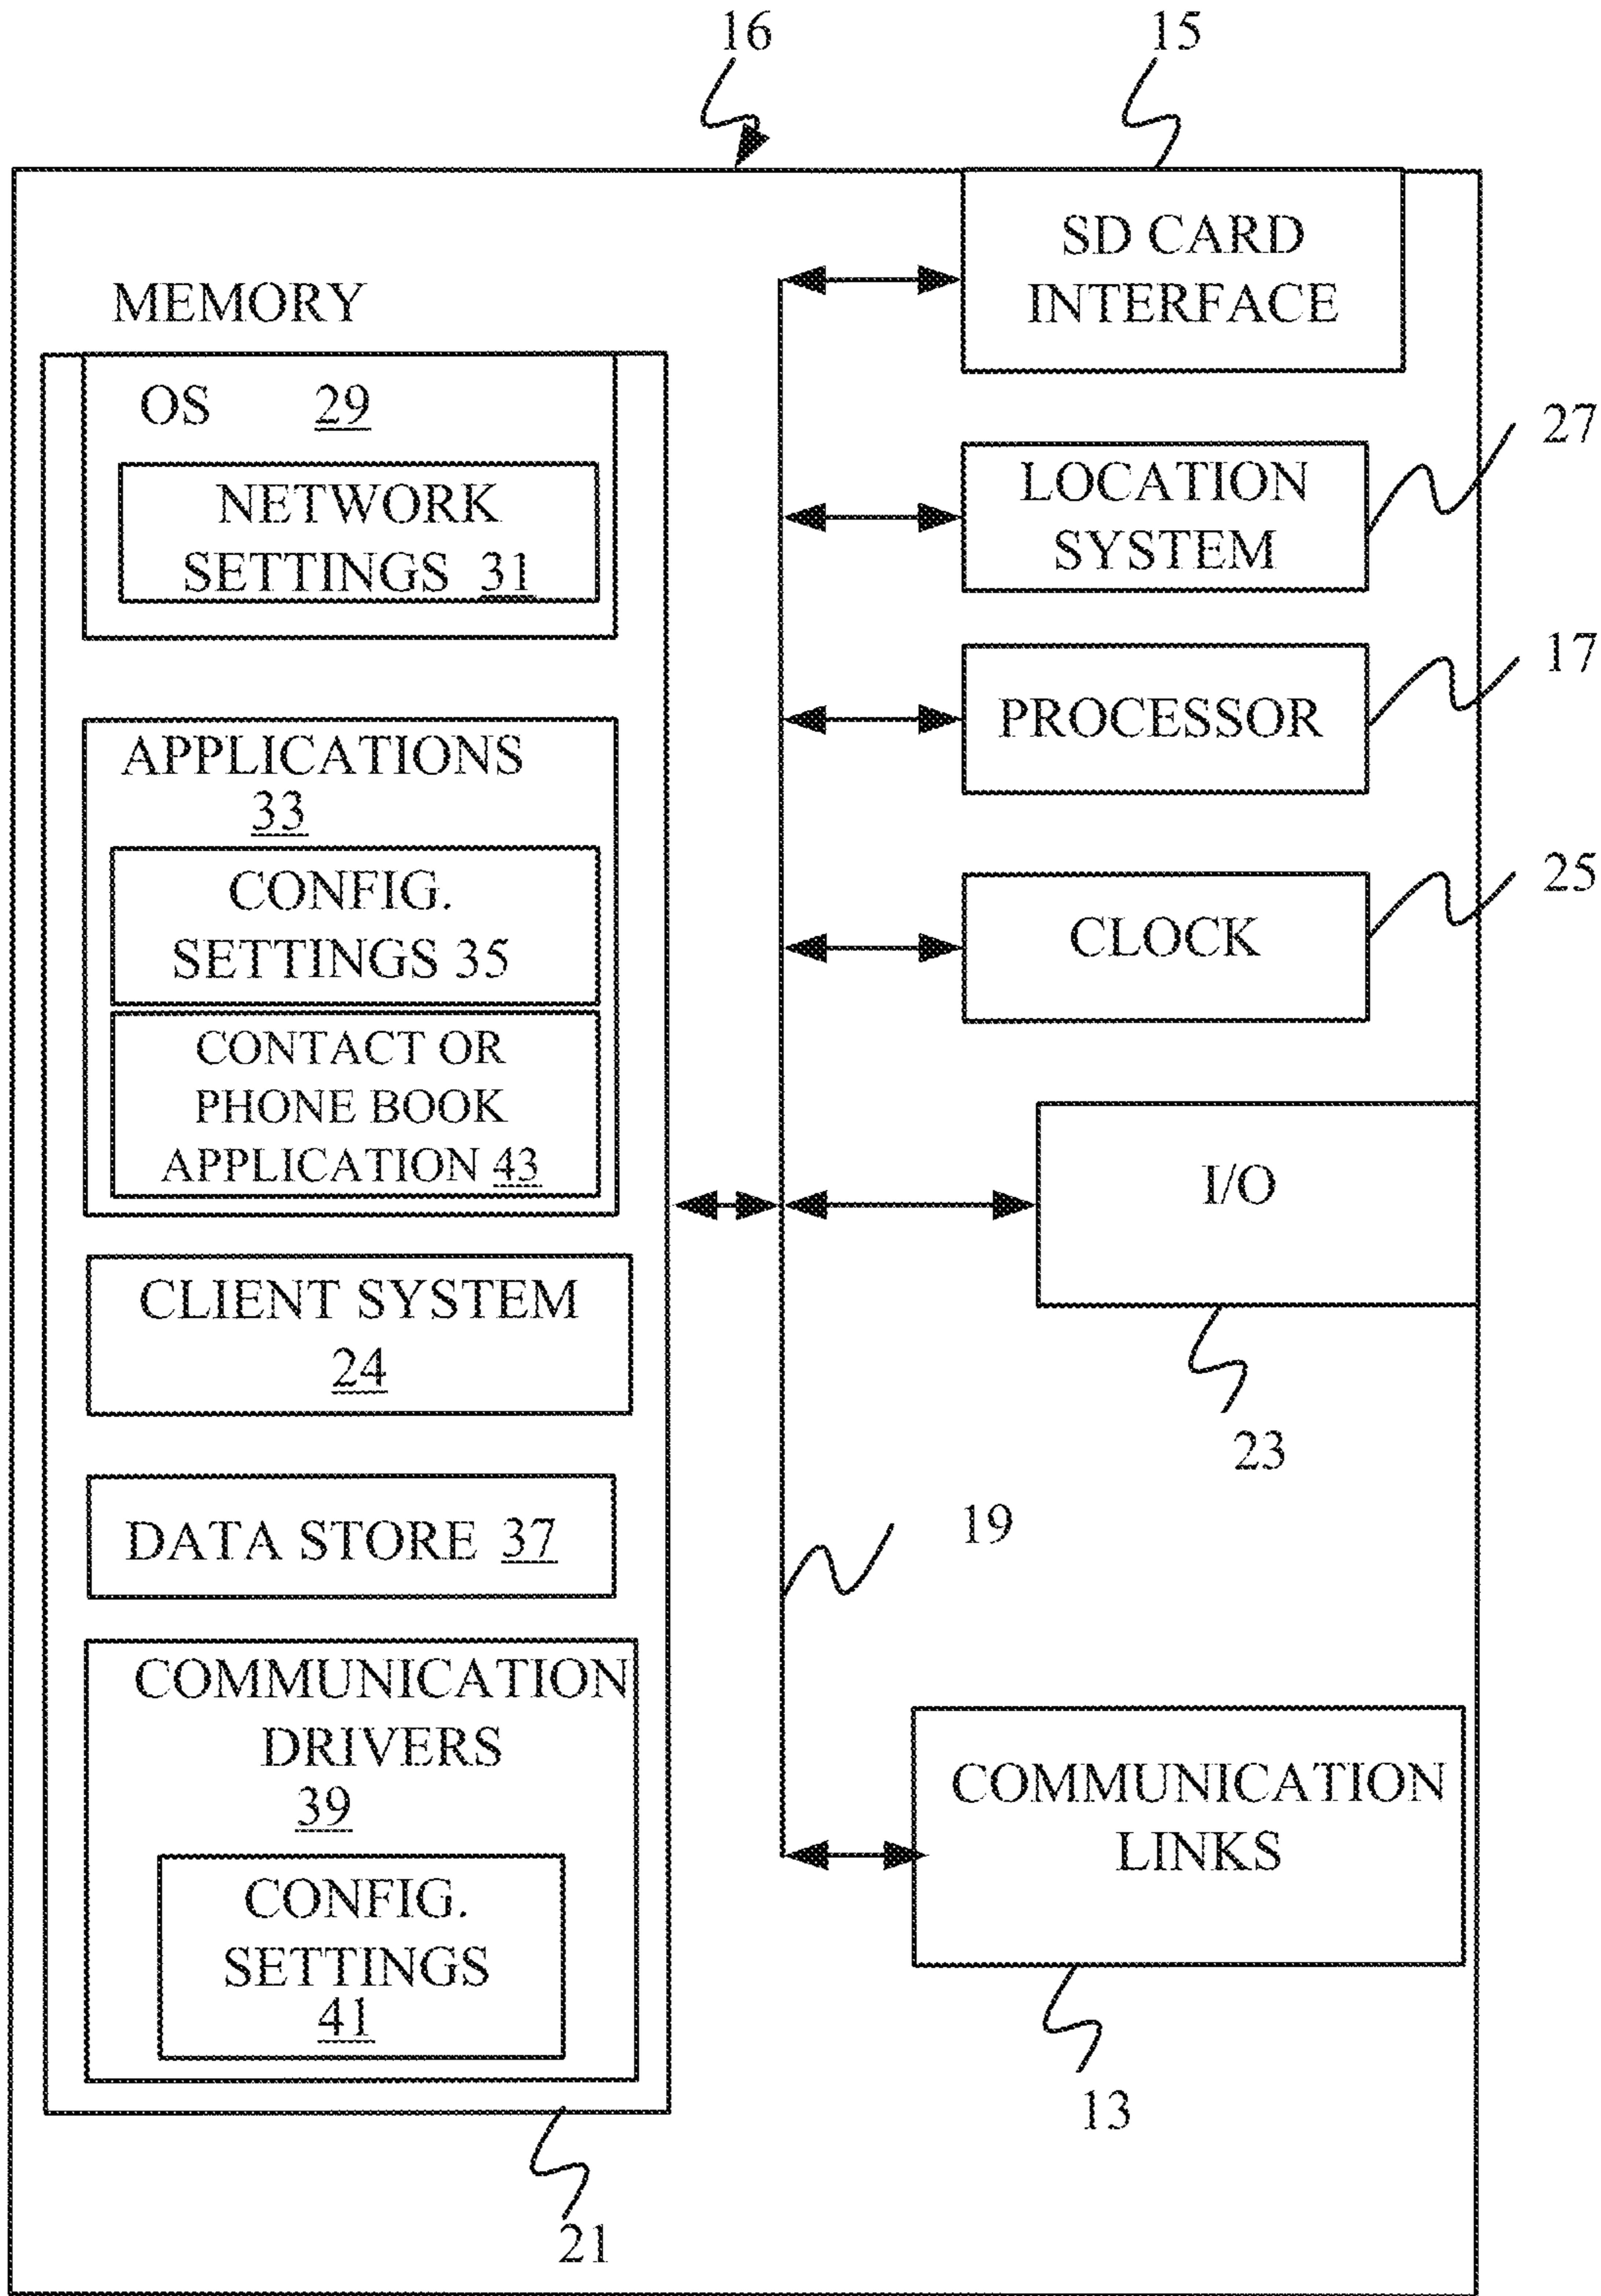 16
15
SD CARD
INTERFACE
MEMORY
OS 29
NETWORK
SETTINGS 31
27
LOCATION
SYSTEM
17
PROCESSOR
APPLICATIONS
33
CONFIG.
SETTINGS 35
25
CLOCK
CONTACT OR
PHONE BOOK
APPLICATION 43
I/O
23
CLIENT SYSTEM
24
19
DATA STORE 37
COMMUNICATION
DRIVERS
39
CONFIG.
SETTINGS
41
COMMUNICATION
LINKS
13
21